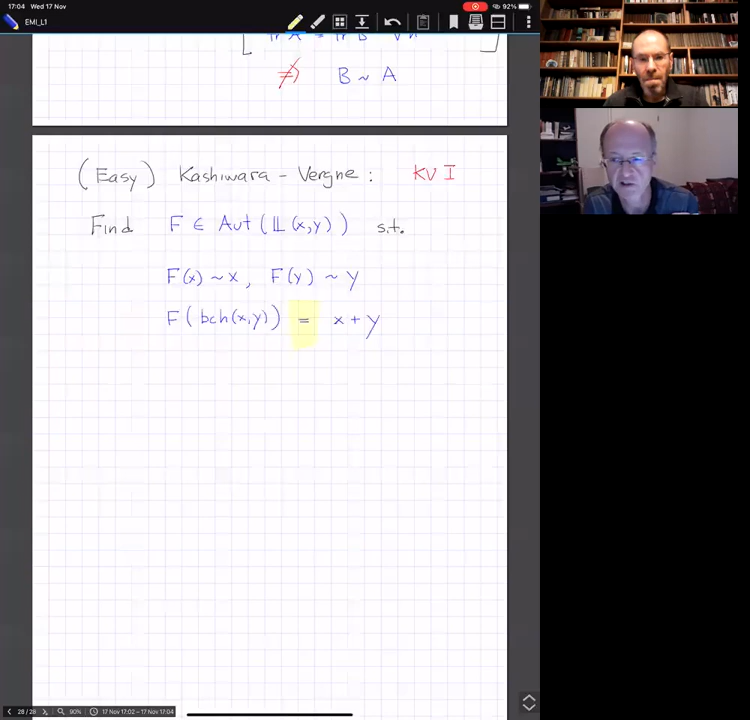 17:04 Wed 17 Nov
92%
EMI_L1
⇏ B ~ A
(Easy) Kashiwara - Vergne : KV I
Find F ∈ Aut (𝕃(x,y)) s.t.
F(x) ~ x, F(y) ~ y
F( bch(x,y)) = x + y
28 / 28 90% 17 Nov 17:02 – 17 Nov 17:04